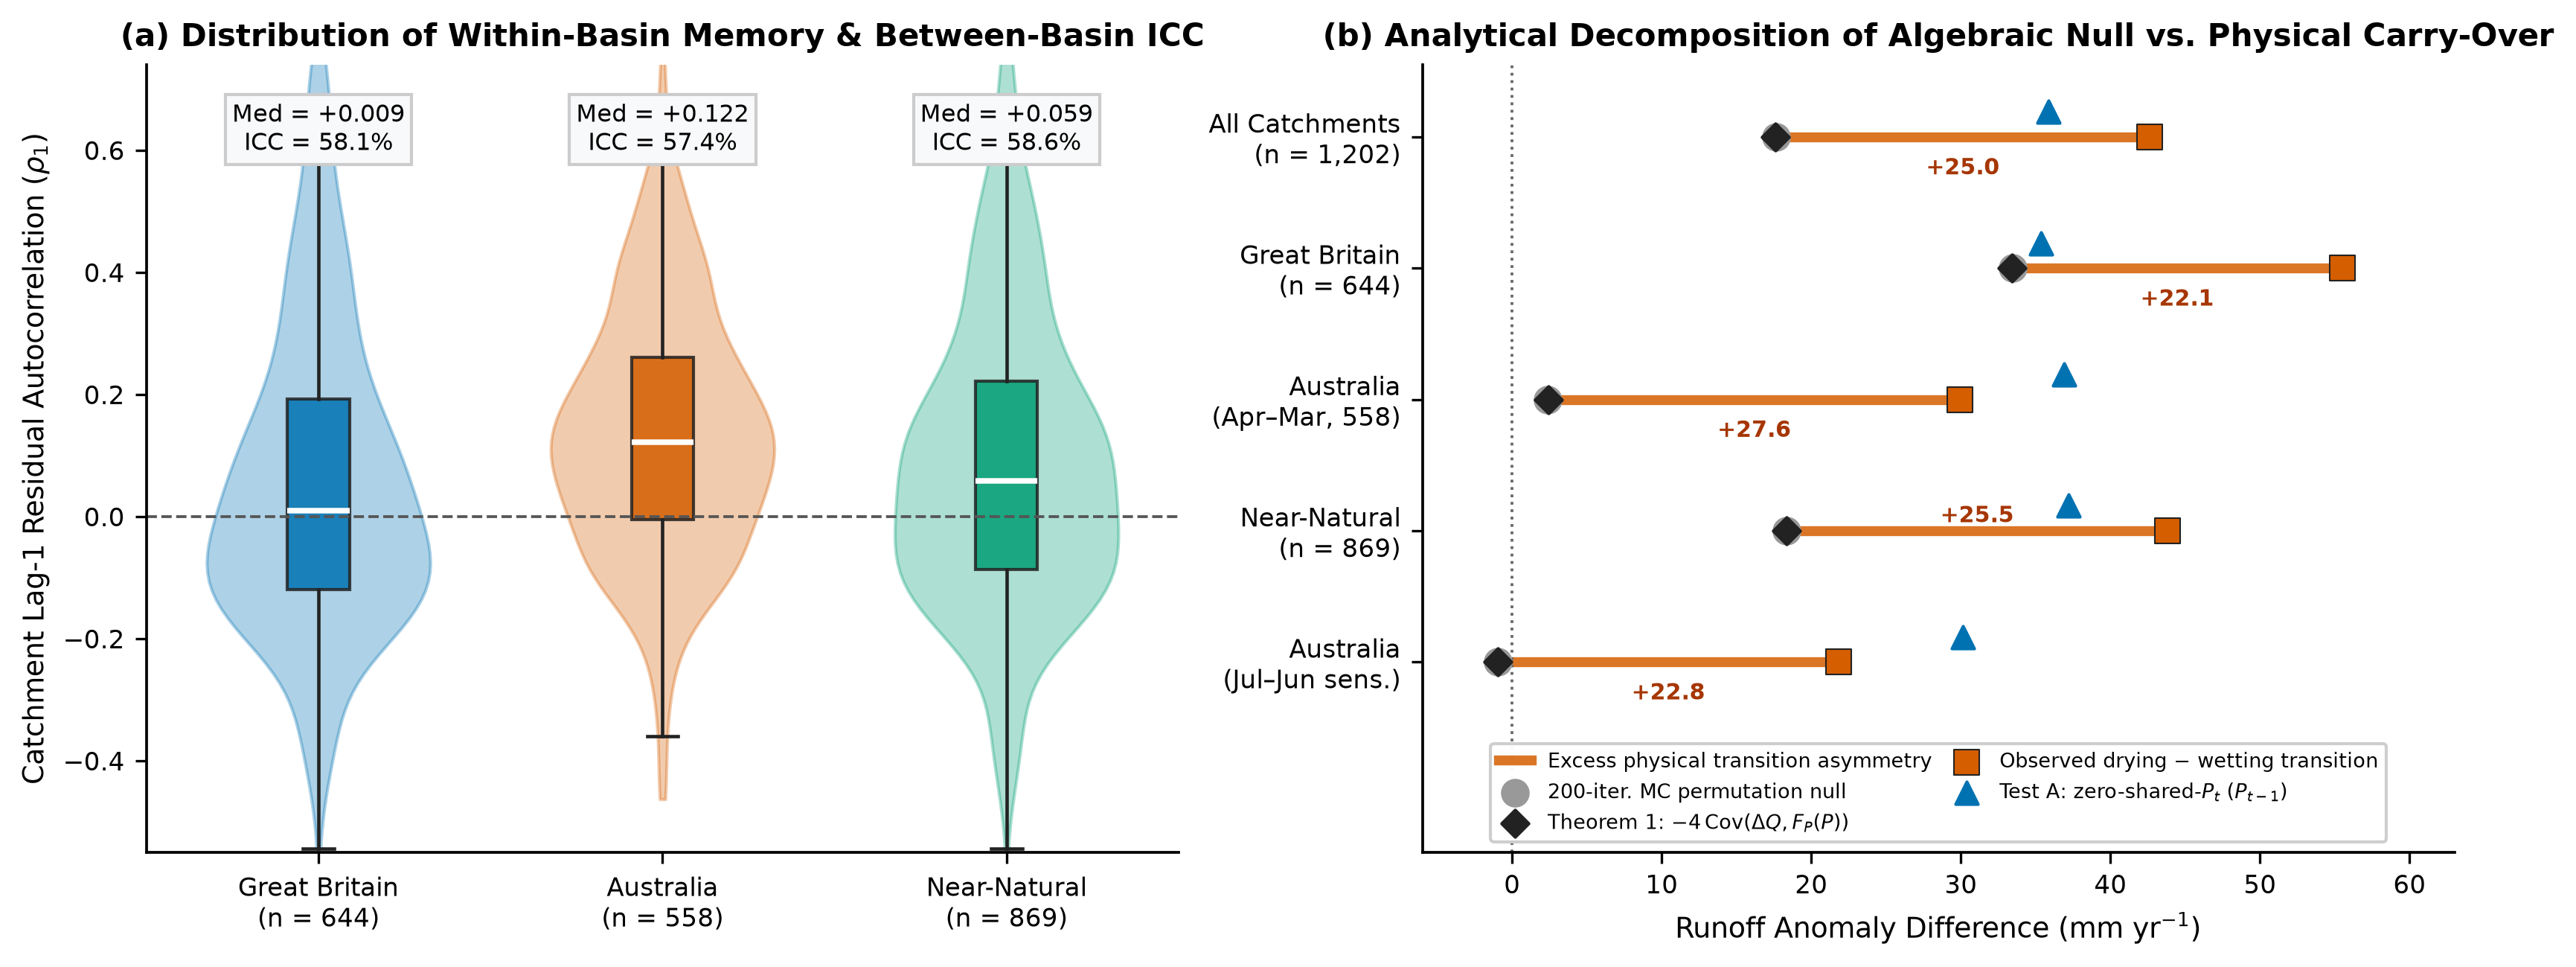 (a) Distribution of Within-Basin Memory & Between-Basin ICC
Catchment Lag-1 Residual Autocorrelation (ρ₁)
0.6
0.4
0.2
0.0
−0.2
−0.4
Med = +0.009
ICC = 58.1%
Med = +0.122
ICC = 57.4%
Med = +0.059
ICC = 58.6%
Great Britain
(n = 644)
Australia
(n = 558)
Near-Natural
(n = 869)
(b) Analytical Decomposition of Algebraic Null vs. Physical Carry-Over
All Catchments
(n = 1,202)
+25.0
Great Britain
(n = 644)
+22.1
Australia
(Apr–Mar, 558)
+27.6
Near-Natural
(n = 869)
+25.5
Australia
(Jul–Jun sens.)
+22.8
Excess physical transition asymmetry
200-iter. MC permutation null
Theorem 1: −4 Cov(ΔQ, F_P(P))
Observed drying − wetting transition
Test A: zero-shared-P_t (P_{t−1})
0
10
20
30
40
50
60
Runoff Anomaly Difference (mm yr⁻¹)